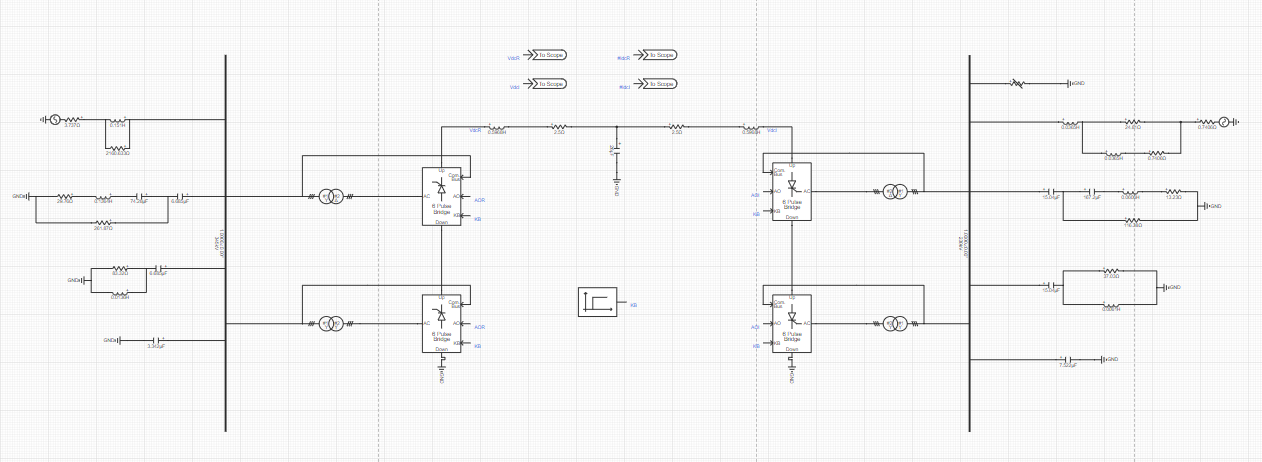 VdcR
To Scope
#dcR
To Scope
VdcI
To Scope
#dcI
To Scope
3.737Ω
0.151H
2160.633Ω
VdcR
0.5968H
2.5Ω
2.5Ω
0.5968H
VdcI
GND
GND
29.76Ω
0.1364H
74.28µF
6.685µF
261.87Ω
AC
Up
Com. Bus
AO
KB
6 Pulse Bridge
Down
AOR
KB
GND
83.32Ω
6.685µF
0.0136H
GND
3.342µF
345kV
AC
Up
Com. Bus
AO
KB
6 Pulse Bridge
Down
AOR
KB
GND
KB
Up
Com. Bus
AO
KB
AC
6 Pulse Bridge
Down
AOI
KB
Up
Com. Bus
AO
KB
AC
6 Pulse Bridge
Down
AOI
KB
GND
230kV
GND
0.0365H
24.81Ω
0.7406Ω
0.0365H
0.7406Ω
15.04µF
167.2µF
0.0606H
13.23Ω
116.38Ω
GND
15.04µF
37.03Ω
0.0061H
GND
7.522µF
GND